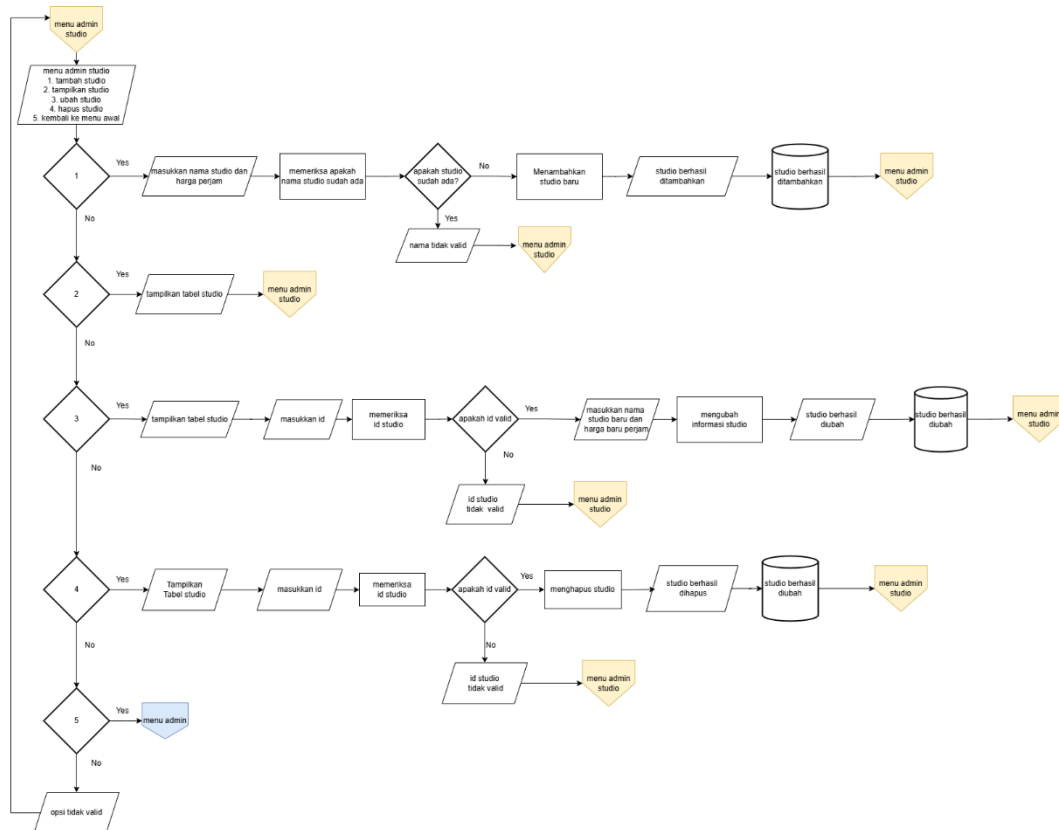 menu admin
studio
menu admin studio
1. tambah studio
2. tampilkan studio
3. ubah studio
4. hapus studio
5. kembali ke menu awal
1
Yes
masukkan nama studio dan
harga perjam
memeriksa apakah
nama studio sudah ada
apakah studio
sudah ada?
No
Menambahkan
studio baru
studio berhasil
ditambahkan
studio berhasil
ditambahkan
menu admin
studio
Yes
nama tidak valid
menu admin
studio
No
2
Yes
tampilkan tabel studio
menu admin
studio
No
3
Yes
tampilkan tabel studio
masukkan id
memeriksa
id studio
apakah id valid
Yes
masukkan nama
studio baru dan
harga baru perjam
mengubah
informasi studio
studio berhasil
diubah
studio berhasil
diubah
menu admin
studio
No
id studio
tidak valid
menu admin
studio
No
4
Yes
Tampilkan
Tabel studio
masukkan id
memeriksa
id studio
apakah id valid
Yes
menghapus studio
studio berhasil
dihapus
studio berhasil
diubah
menu admin
studio
No
id studio
tidak valid
menu admin
studio
No
5
Yes
menu admin
No
opsi tidak valid